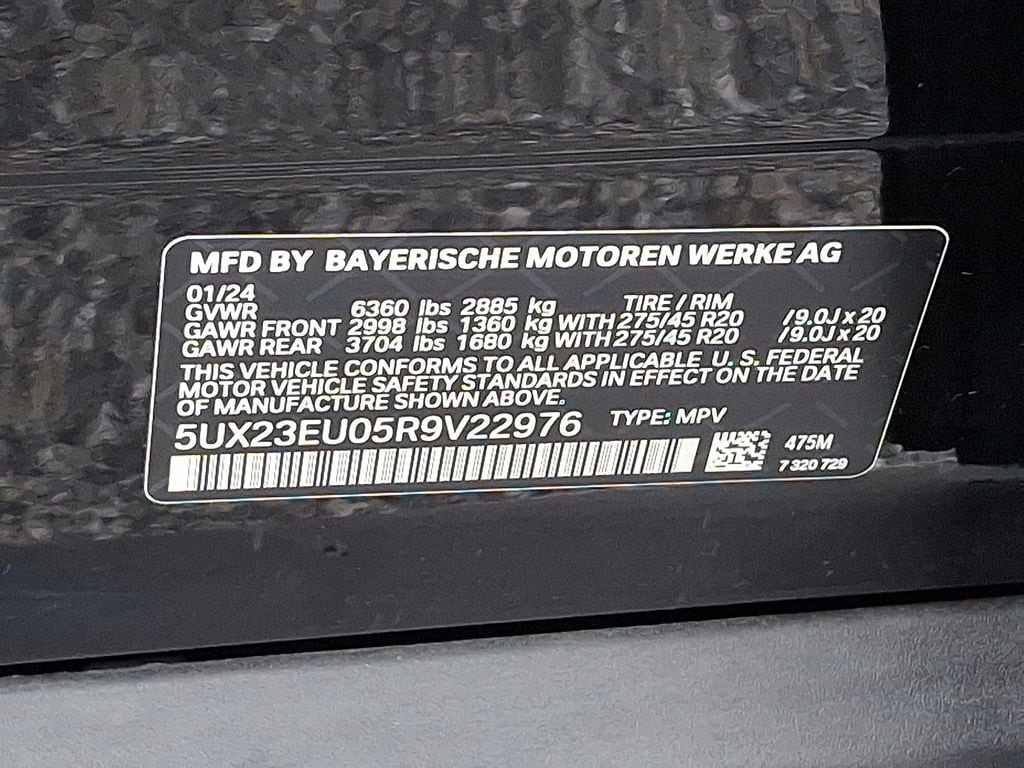 MFD BY BAYERISCHE MOTOREN WERKE AG
01/24
GVWR 6360 lbs 2885 kg TIRE / RIM
GAWR FRONT 2998 lbs 1360 kg WITH 275/45 R20 /9.0J x 20
GAWR REAR 3704 lbs 1680 kg WITH 275/45 R20 /9.0J x 20
THIS VEHICLE CONFORMS TO ALL APPLICABLE U. S. FEDERAL
MOTOR VEHICLE SAFETY STANDARDS IN EFFECT ON THE DATE
OF MANUFACTURE SHOWN ABOVE.
5UX23EU05R9V22976 TYPE: MPV
475M
7 320 729